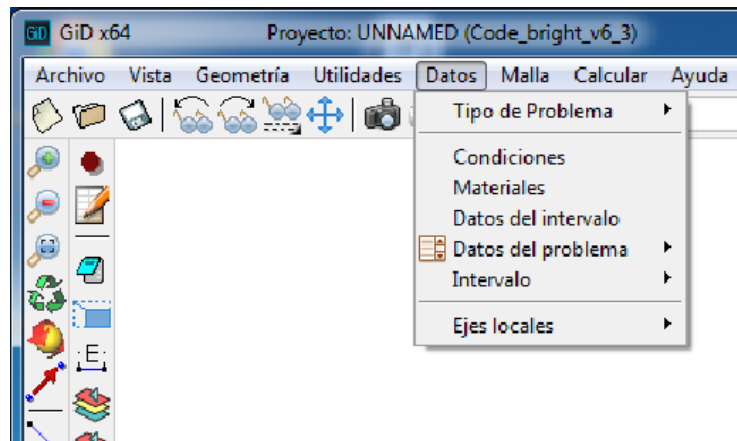 GiD GiD x64 Proyecto: UNNAMED (Code_bright_v6_3)
Archivo Vista Geometría Utilidades Datos Malla Calcular Ayuda
Tipo de Problema
Condiciones
Materiales
Datos del intervalo
Datos del problema
Intervalo
Ejes locales
E